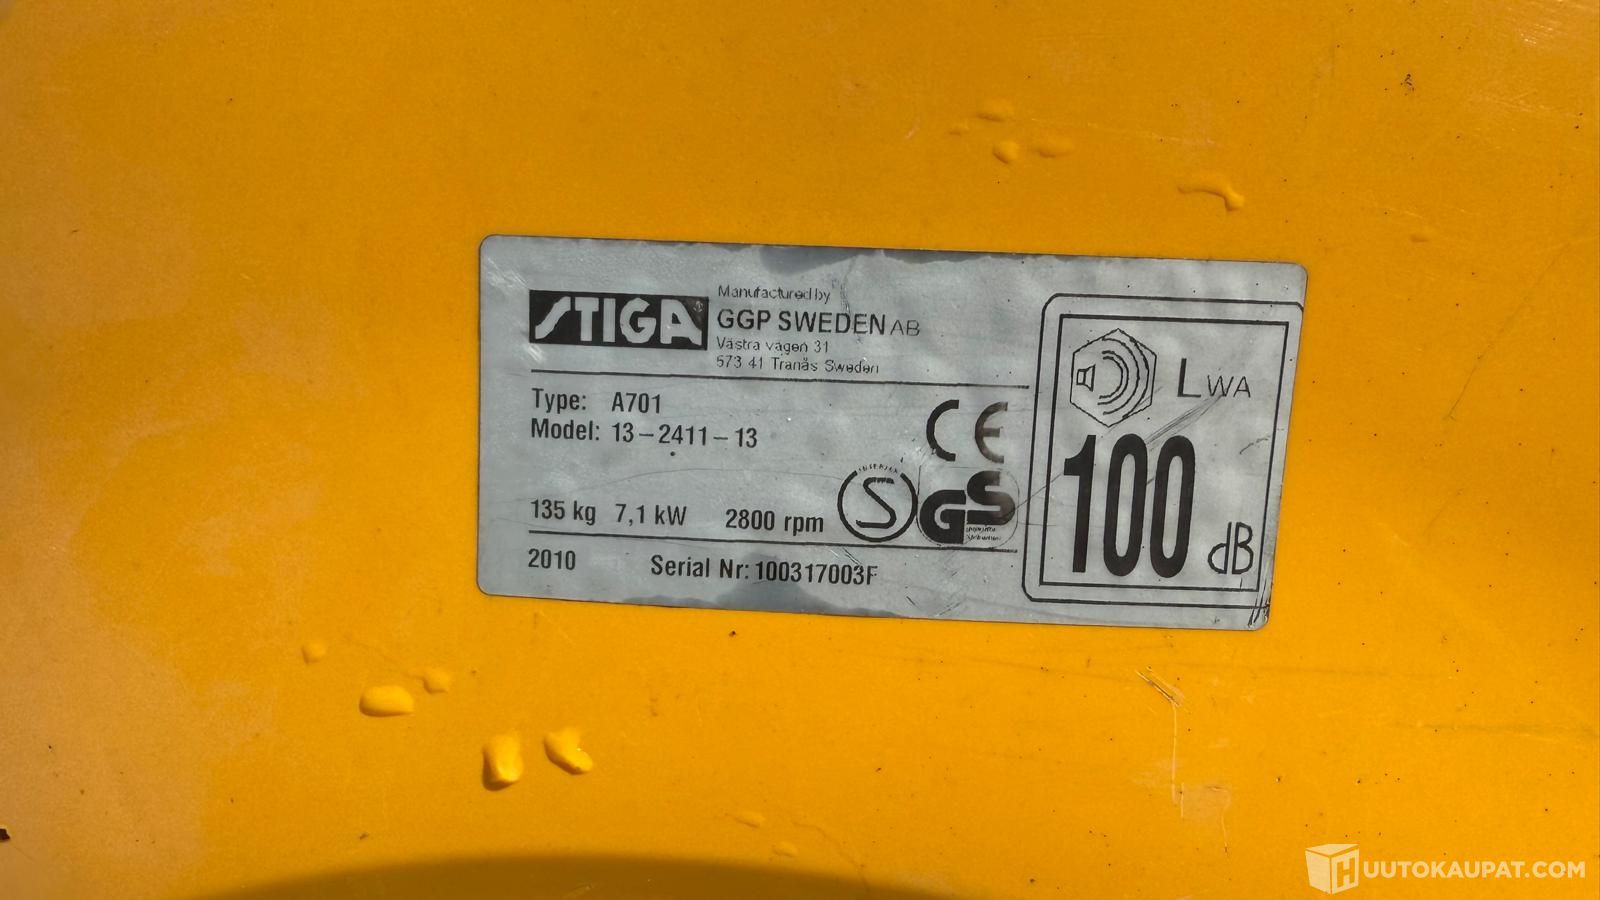 STIGA
Manufactured by
GGP SWEDEN AB
Västra vägen 31
573 41 Tranås Sweden
Type: A701
Model: 13-2411-13
135 kg 7,1 kW 2800 rpm
CE
S
GS
2010 Serial Nr: 100317003F
LWA
100
dB
HUUTOKAUPAT.COM